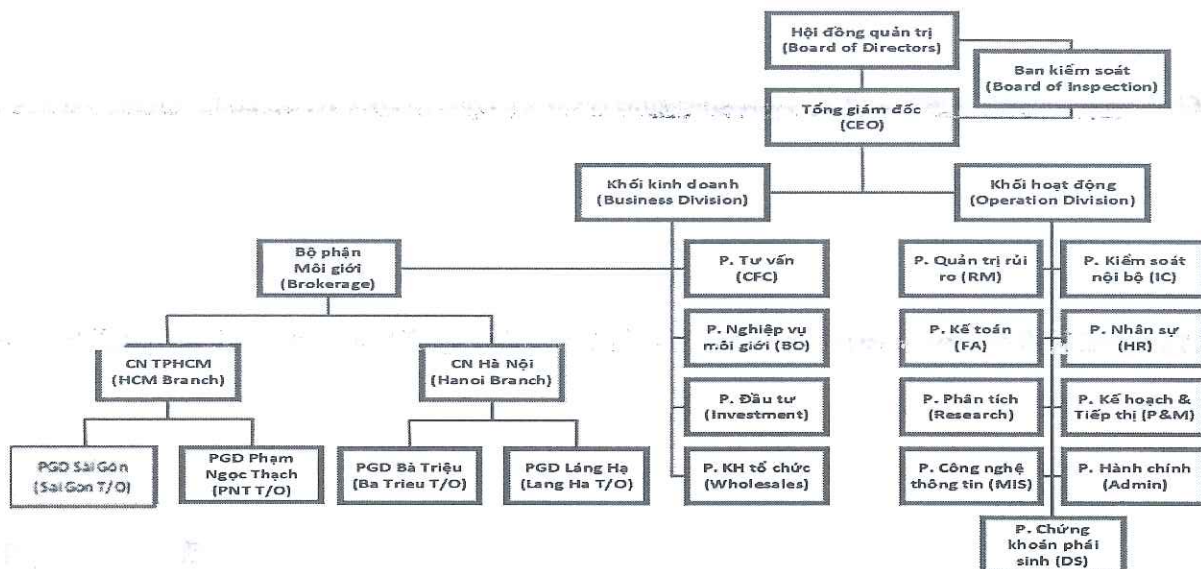 Hội đồng quản trị
(Board of Directors)
Ban kiểm soát
(Board of Inspection)
Tổng giám đốc
(CEO)
Khối kinh doanh
(Business Division)
Khối hoạt động
(Operation Division)
Bộ phận
Môi giới
(Brokerage)
P. Tư vấn
(CFC)
P. Quản trị rủi
ro (RM)
P. Kiểm soát
nội bộ (IC)
CN TPHCM
(HCM Branch)
CN Hà Nội
(Hanoi Branch)
P. Nghiệp vụ
môi giới (BO)
P. Kế toán
(FA)
P. Nhân sự
(HR)
P. Đầu tư
(Investment)
P. Phân tích
(Research)
P. Kế hoạch &
Tiếp thị (P&M)
PGD Sài Gòn
(Sai Gon T/O)
PGD Phạm
Ngọc Thạch
(PNT T/O)
PGD Bà Triệu
(Ba Trieu T/O)
PGD Láng Hạ
(Lang Ha T/O)
P. KH tổ chức
(Wholesales)
P. Công nghệ
thông tin (MIS)
P. Hành chính
(Admin)
P. Chứng
khoán phái
sinh (DS)